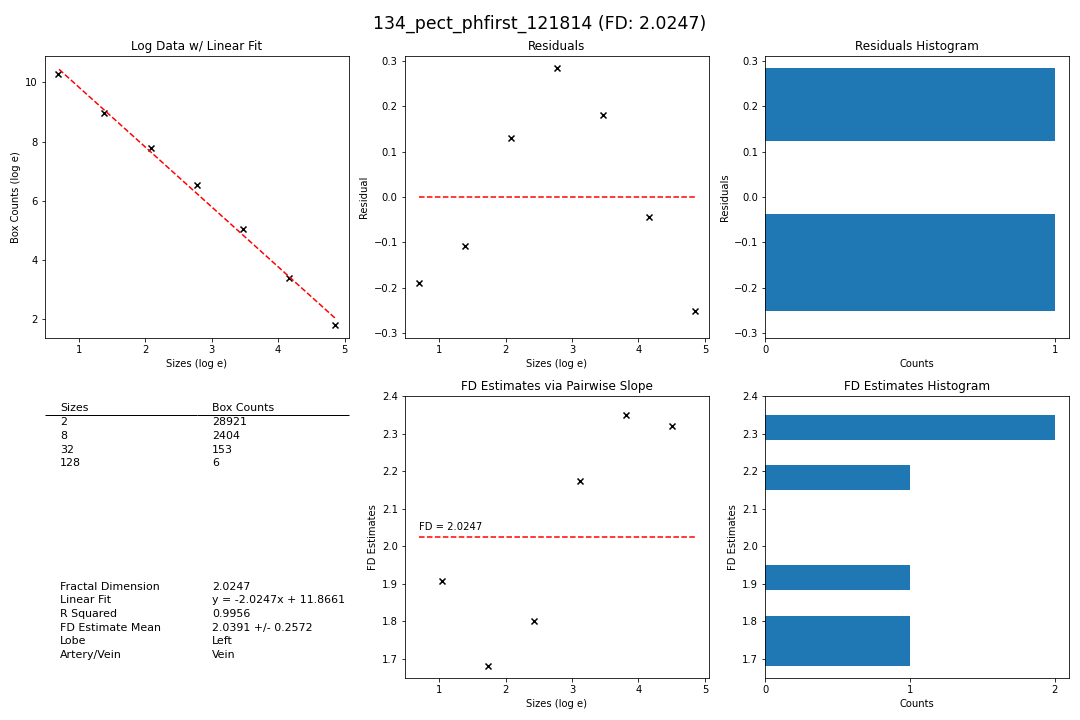 134_pect_phfirst_121814 (FD: 2.0247)
Log Data w/ Linear Fit
Box Counts (log e)
10
8
6
4
2
1 2 3 4 5
Sizes (log e)
Residuals
Residual
0.3
0.2
0.1
0.0
−0.1
−0.2
−0.3
1 2 3 4 5
Sizes (log e)
Residuals Histogram
Residuals
0.3
0.2
0.1
0.0
−0.1
−0.2
−0.3
0 1
Counts
Sizes Box Counts
2 28921
8 2404
32 153
128 6
Fractal Dimension 2.0247
Linear Fit y = -2.0247x + 11.8661
R Squared 0.9956
FD Estimate Mean 2.0391 +/- 0.2572
Lobe Left
Artery/Vein Vein
FD Estimates via Pairwise Slope
FD Estimates
2.4
2.3
2.2
2.1
2.0
1.9
1.8
1.7
FD = 2.0247
1 2 3 4 5
Sizes (log e)
FD Estimates Histogram
FD Estimates
2.4
2.3
2.2
2.1
2.0
1.9
1.8
1.7
0 1 2
Counts